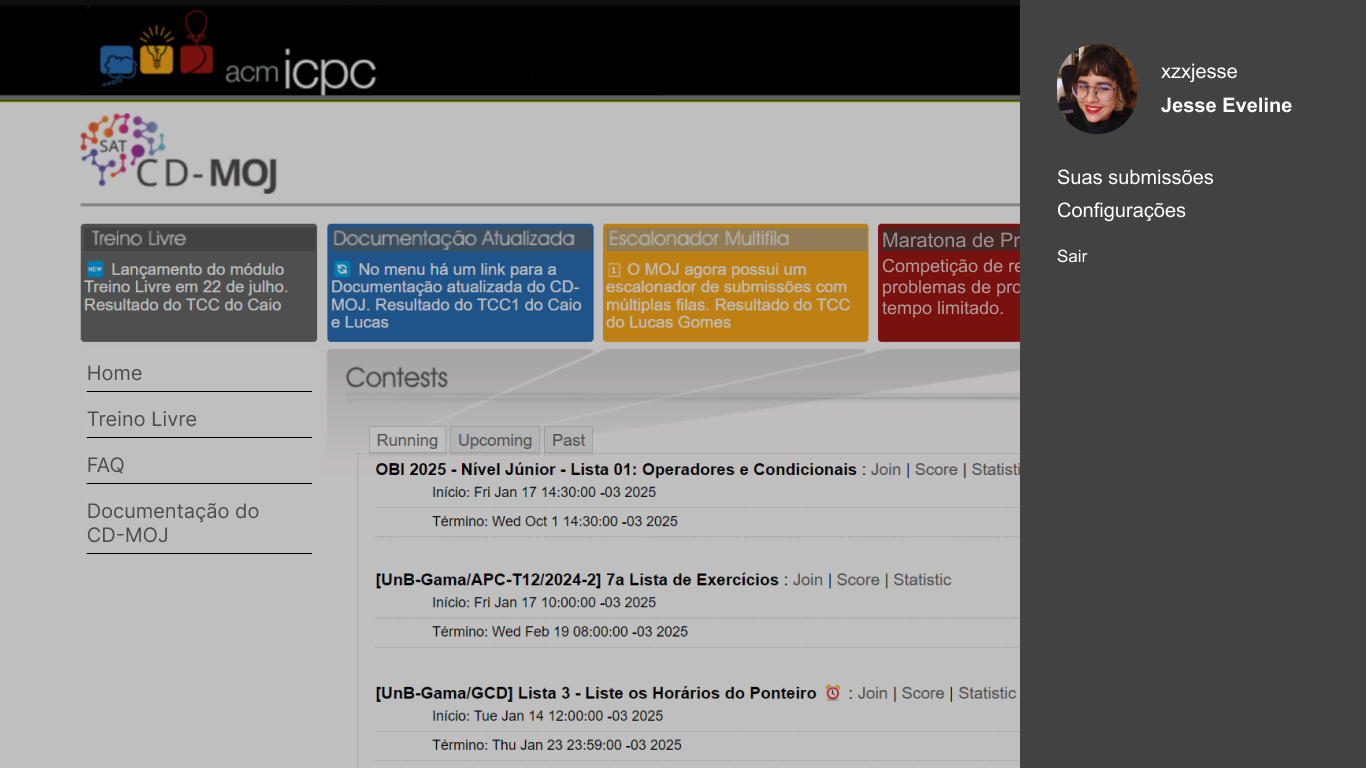 acm icpc
SAT
CD-MOJ
Treino Livre
NEW Lançamento do módulo
Treino Livre em 22 de julho.
Resultado do TCC do Caio
Documentação Atualizada
No menu há um link para a
Documentação atualizada do CD-
MOJ. Resultado do TCC1 do Caio
e Lucas
Escalonador Multifila
1 O MOJ agora possui um
escalonador de submissões com
múltiplas filas. Resultado do TCC
do Lucas Gomes
Maratona de Pr
Competição de re
problemas de pro
tempo limitado.
Home
Treino Livre
FAQ
Documentação do
CD-MOJ
Contests
Running Upcoming Past
OBI 2025 - Nível Júnior - Lista 01: Operadores e Condicionais : Join | Score | Statisti
Início: Fri Jan 17 14:30:00 -03 2025
Término: Wed Oct 1 14:30:00 -03 2025
[UnB-Gama/APC-T12/2024-2] 7a Lista de Exercícios : Join | Score | Statistic
Início: Fri Jan 17 10:00:00 -03 2025
Término: Wed Feb 19 08:00:00 -03 2025
[UnB-Gama/GCD] Lista 3 - Liste os Horários do Ponteiro ⏰ : Join | Score | Statistic
Início: Tue Jan 14 12:00:00 -03 2025
Término: Thu Jan 23 23:59:00 -03 2025
xzxjesse
Jesse Eveline
Suas submissões
Configurações
Sair